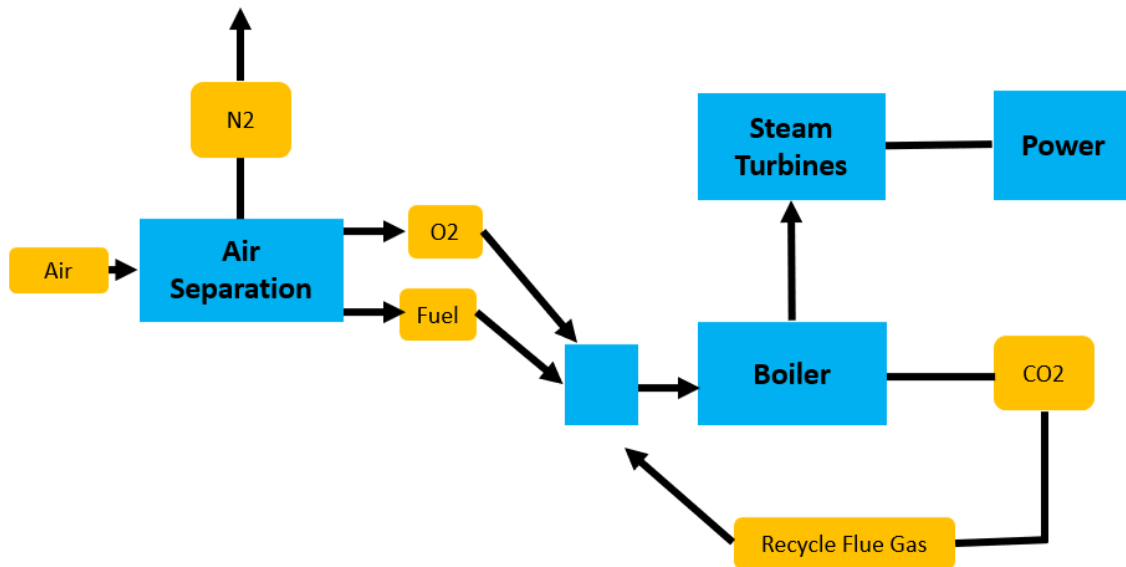 N2
Steam
Turbines
Power
Air
Air
Separation
O2
Fuel
Boiler
CO2
Recycle Flue Gas